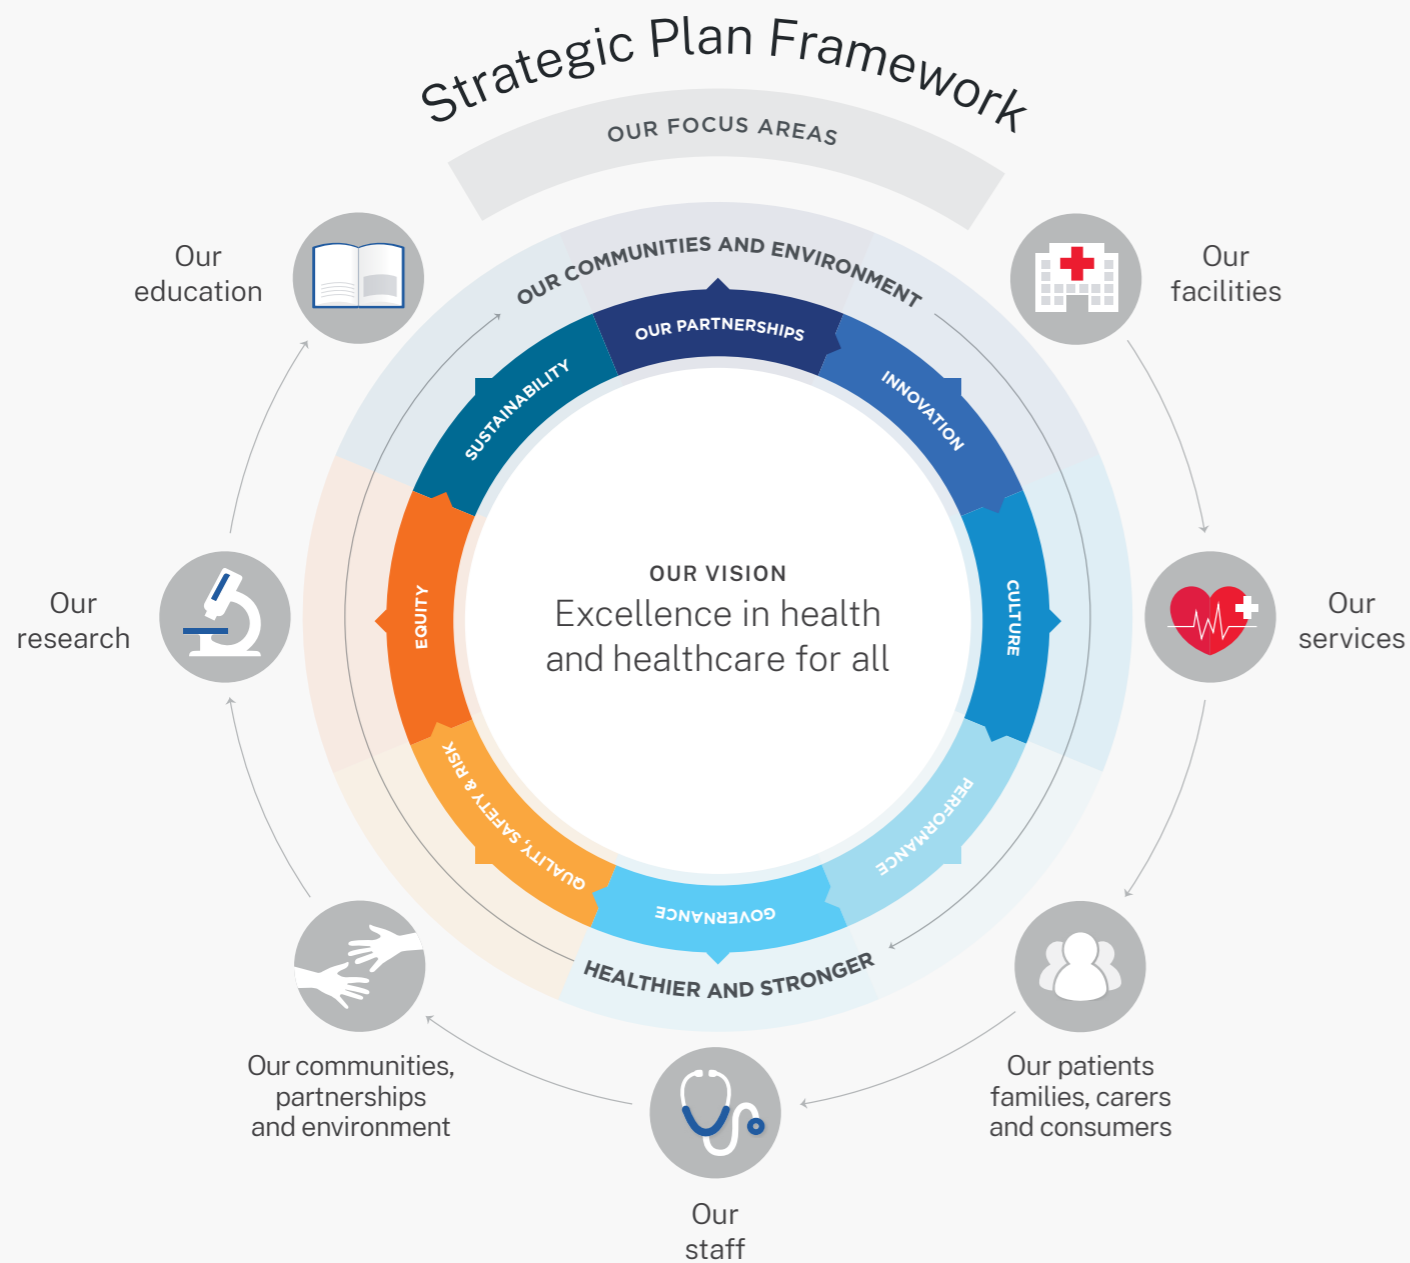 Strategic Plan Framework
OUR FOCUS AREAS
OUR COMMUNITIES AND ENVIRONMENT
OUR PARTNERSHIPS
INNOVATION
CULTURE
PERFORMANCE
GOVERNANCE
QUALITY, SAFETY & RISK
EQUITY
SUSTAINABILITY
HEALTHIER AND STRONGER
OUR VISION
Excellence in health
and healthcare for all
Our
facilities
Our
services
Our patients
families, carers
and consumers
Our
staff
Our communities,
partnerships
and environment
Our
research
Our
education